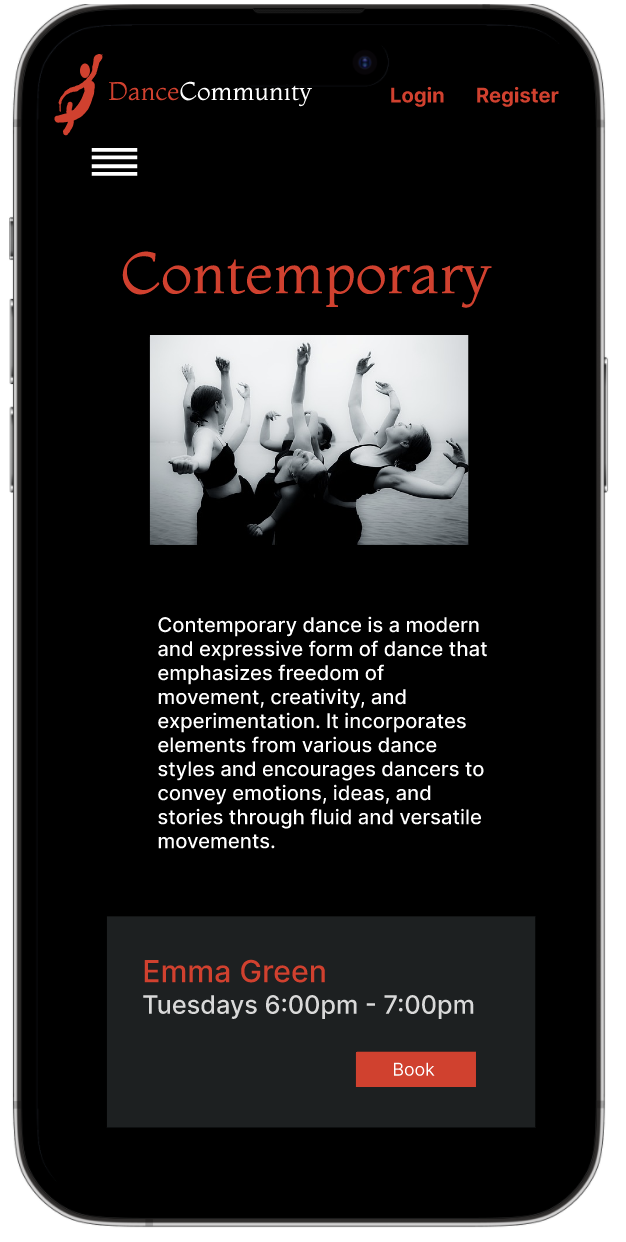 DanceCommunity
Login
Register
Contemporary
Contemporary dance is a modern
and expressive form of dance that
emphasizes freedom of
movement, creativity, and
experimentation. It incorporates
elements from various dance
styles and encourages dancers to
convey emotions, ideas, and
stories through fluid and versatile
movements.
Emma Green
Tuesdays 6:00pm - 7:00pm
Book